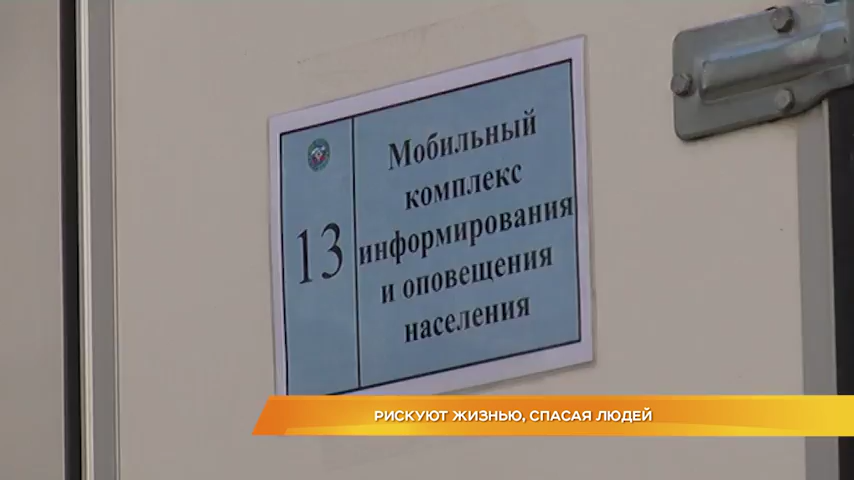 13
Мобильный
комплекс
информирования
и оповещения
населения
РИСКУЮТ ЖИЗНЬЮ, СПАСАЯ ЛЮДЕЙ